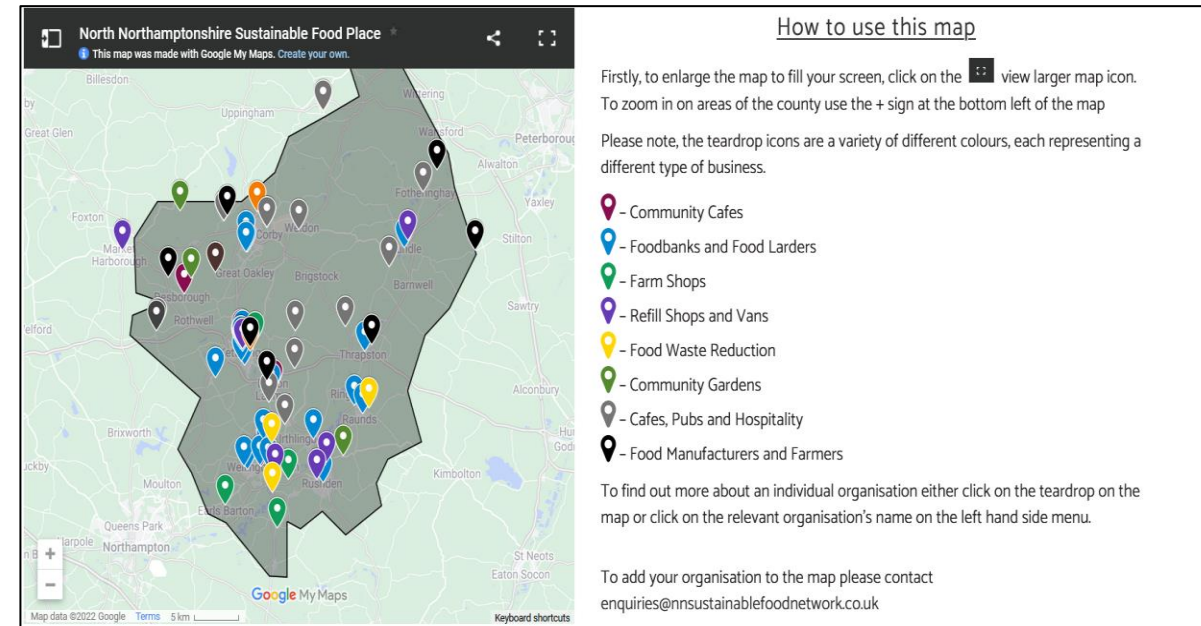 North Northamptonshire Sustainable Food Place
This map was made with Google My Maps. Create your own.
Billesdon
Uppingham
Wittering
Great Glen
Wansford
Peterboroug
Alwalton
Fotheringhay
Yaxley
Foxton
Corby
Weldon
Stilton
Market
Harborough
Great Oakley
Brigstock
Barnwell
Desborough
Sawtry
Rothwell
elford
Thrapston
Alconbury
Raunds
Brixworth
Hu
God
uckby
Kimbolton
Moulton
Rushden
Earls Barton
Queens Park
Northampton
St Neots
Eaton Socon
+
−
Google My Maps
Map data ©2022 Google Terms 5 km
Keyboard shortcuts
How to use this map
Firstly, to enlarge the map to fill your screen, click on the view larger map icon.
To zoom in on areas of the county use the + sign at the bottom left of the map
Please note, the teardrop icons are a variety of different colours, each representing a
different type of business.
– Community Cafes
– Foodbanks and Food Larders
– Farm Shops
– Refill Shops and Vans
– Food Waste Reduction
– Community Gardens
– Cafes, Pubs and Hospitality
– Food Manufacturers and Farmers
To find out more about an individual organisation either click on the teardrop on the
map or click on the relevant organisation's name on the left hand side menu.
To add your organisation to the map please contact
enquiries@nnsustainablefoodnetwork.co.uk